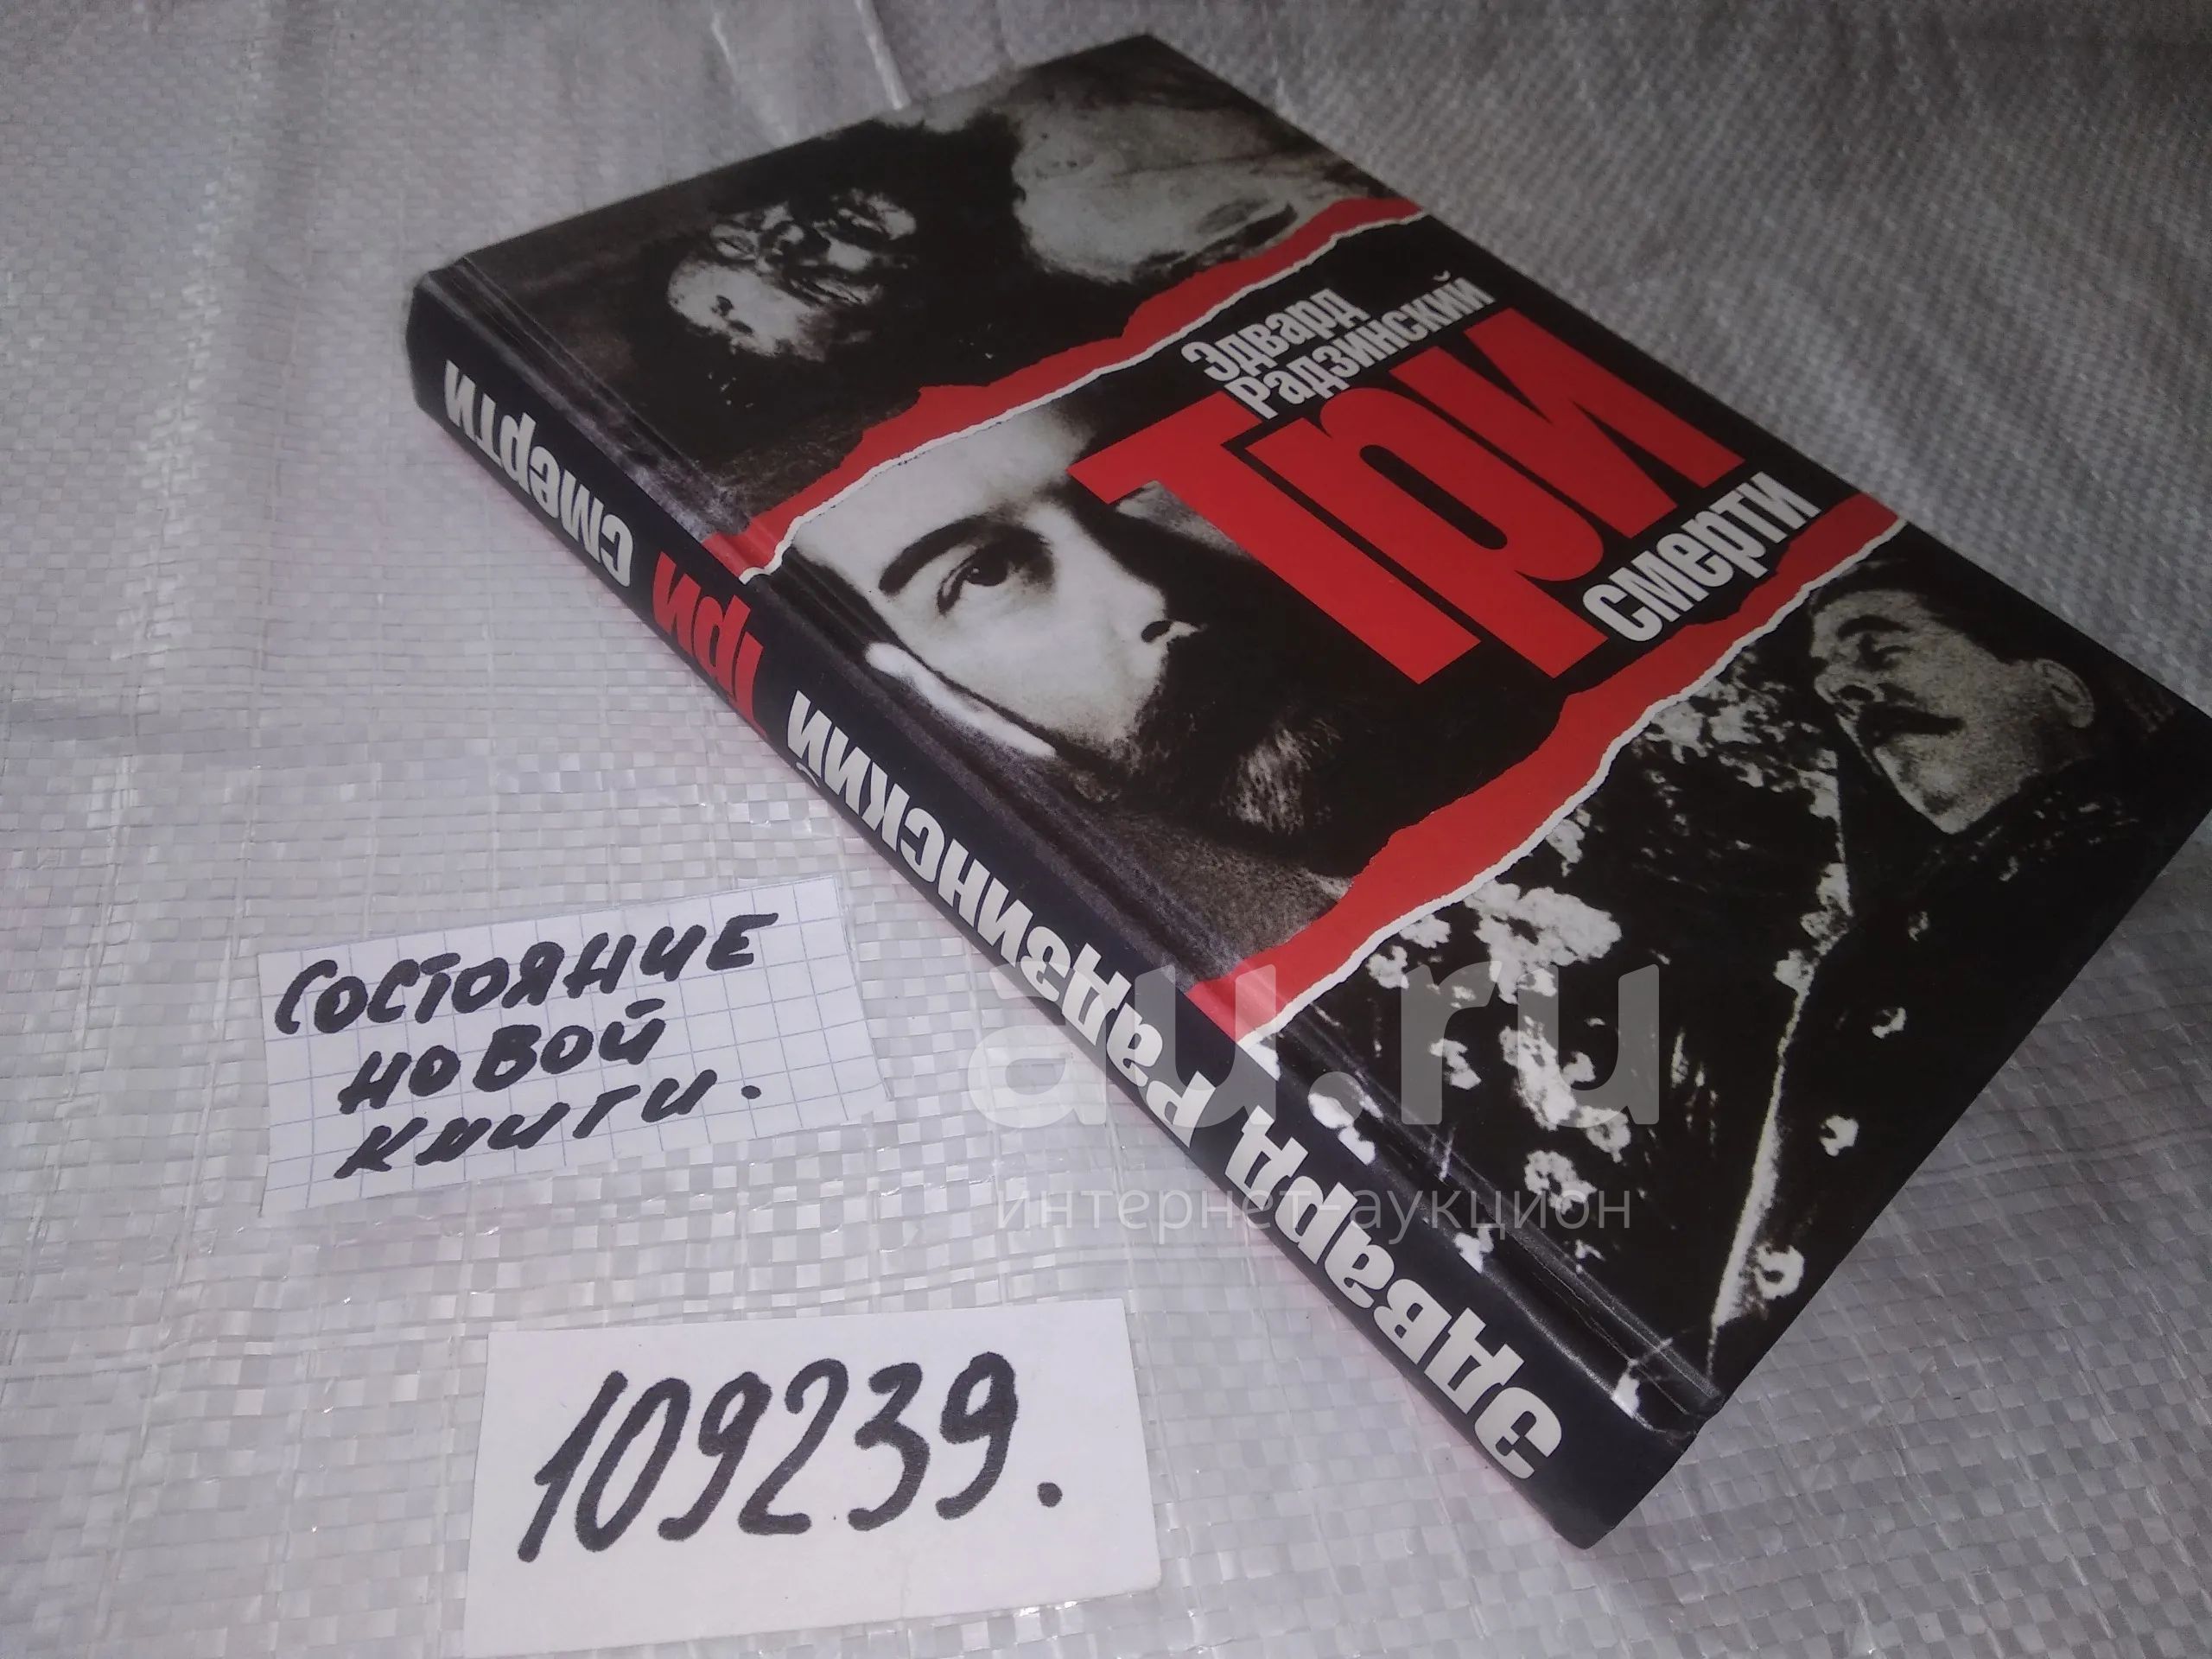 Эдвард
Радзинский
Три
смерти
Эдвард Радзинский Три смерти
СОСТОЯНИЕ
НОВОЙ
КНИГИ.
109239.
au.ru
интернет-аукцион